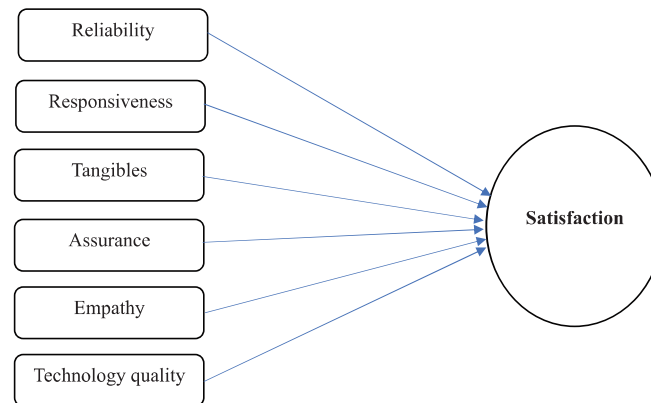 Reliability
Responsiveness
Tangibles
Assurance
Empathy
Technology quality
Satisfaction